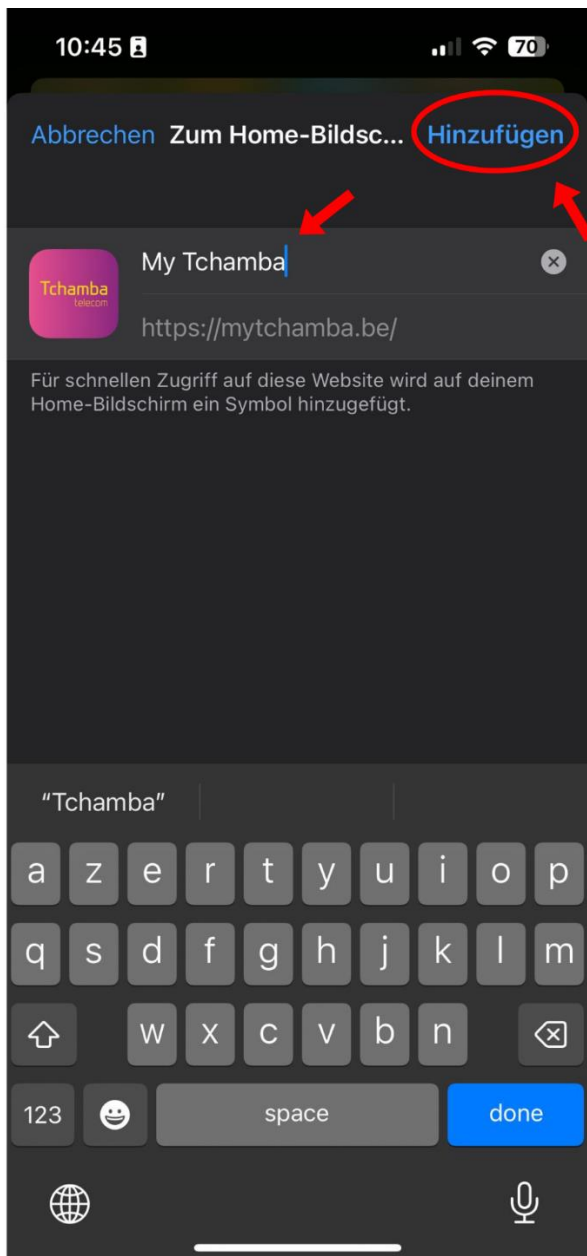 10:45
70
Abbrechen Zum Home-Bildsc... Hinzufügen
My Tchamba
Tchamba
telecom
https://mytchamba.be/
Für schnellen Zugriff auf diese Website wird auf deinem
Home-Bildschirm ein Symbol hinzugefügt.
“Tchamba”
a z e r t y u i o p
q s d f g h j k l m
w x c v b n
123 space done